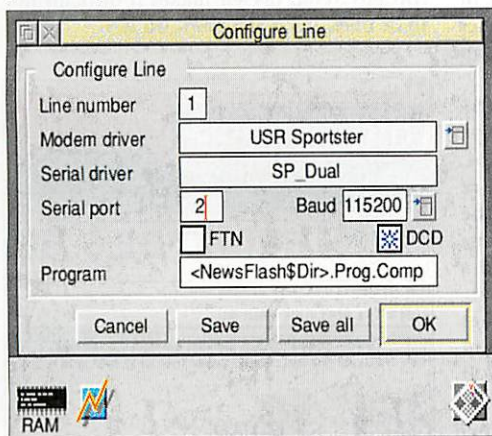 Configure Line
Configure Line
Line number 1
Modem driver USR Sportster
Serial driver SP_Dual
Serial port 2 Baud 115200
FTN DCD
Program <NewsFlash$Dir>.Prog.Comp
Cancel Save Save all OK
RAM